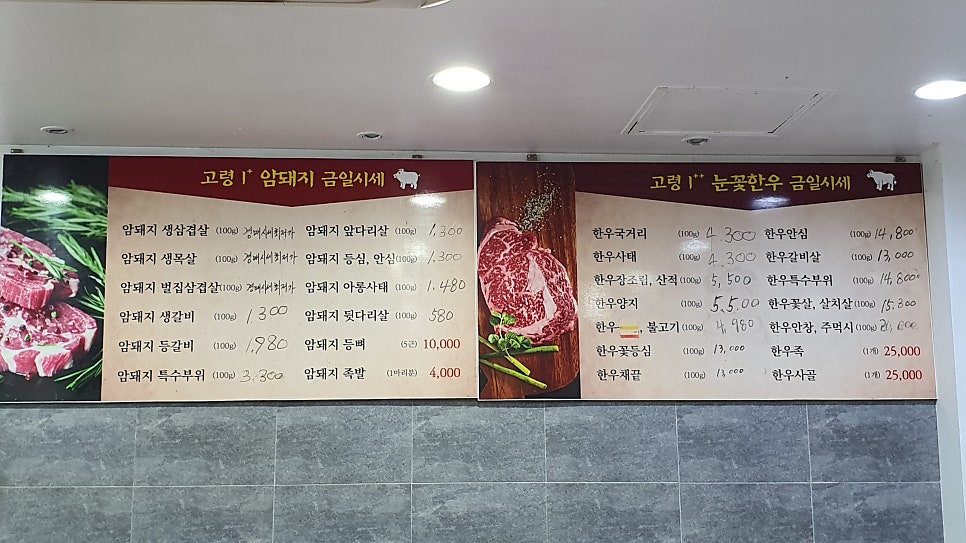 고령 1+ 암돼지 금일시세
암돼지 생삼겹살 (100g) 경매시세최저가
암돼지 생목살 (100g) 경매시세최저가
암돼지 벌집삼겹살 (100g) 경매시세최저가
암돼지 생갈비 (100g) 1.300
암돼지 등갈비 (100g) 1,980
암돼지 특수부위 (100g) 3.300
암돼지 앞다리살 (100g) 1,300
암돼지 등심, 안심 (100g) 1.300
암돼지 아롱사태 (100g) 1.480
암돼지 뒷다리살 (100g) 580
암돼지 등뼈 (5근) 10,000
암돼지 족발 (1마리분) 4,000
고령 1++ 눈꽃한우 금일시세
한우국거리 (100g) 4.300
한우사태 (100g) 4.300
한우장조림, 산적 (100g) 5,500
한우양지 (100g) 5.500
한우 , 불고기 (100g) 4,980
한우꽃등심 (100g) 13,000
한우채끝 (100g) 13,000
한우안심 (100g) 14,800
한우갈비살 (100g) 13,000
한우특수부위 (100g) 14,800
한우꽃살, 살치살 (100g) 15,300
한우안창, 주먹시 (100g)
한우족 (1개) 25,000
한우사골 (1개) 25,000